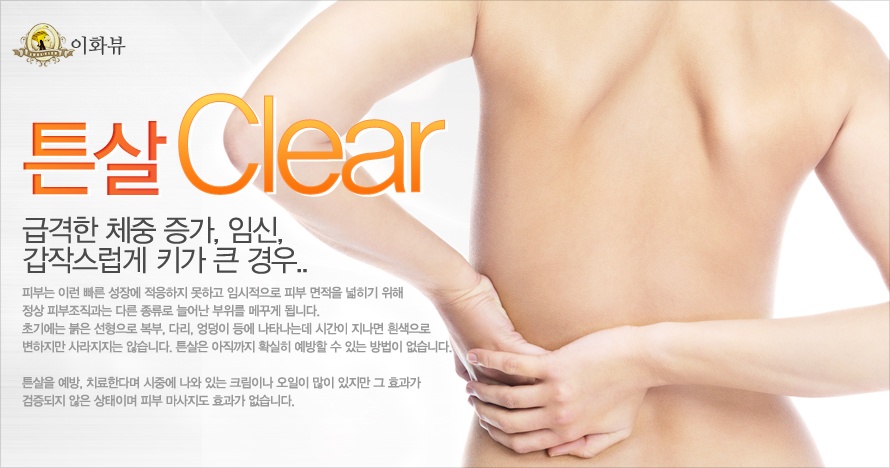 이화뷰
튼살 Clear
급격한 체중 증가, 임신,
갑작스럽게 키가 큰 경우..
피부는 이런 빠른 성장에 적응하지 못하고 임시적으로 피부 면적을 넓히기 위해
정상 피부조직과는 다른 종류로 늘어난 부위를 메꾸게 됩니다.
초기에는 붉은 선형으로 복부, 다리, 엉덩이 등에 나타나는데 시간이 지나면 흰색으로
변하지만 사라지지는 않습니다. 튼살은 아직까지 확실히 예방할 수 있는 방법이 없습니다.
튼살을 예방, 치료한다며 시중에 나와 있는 크림이나 오일이 많이 있지만 그 효과가
검증되지 않은 상태이며 피부 마사지도 효과가 없습니다.